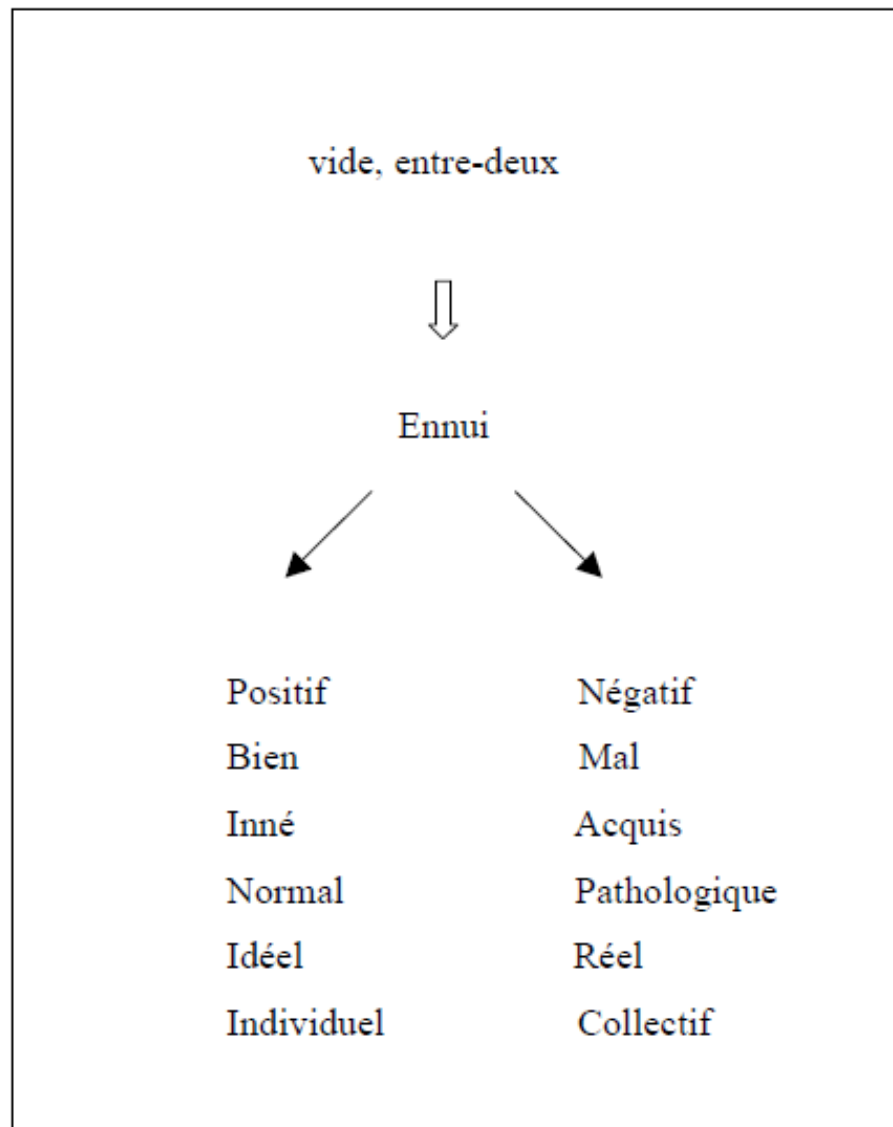 vide, entre-deux
Ennui
Positif Négatif
Bien Mal
Inné Acquis
Normal Pathologique
Idéel Réel
Individuel Collectif